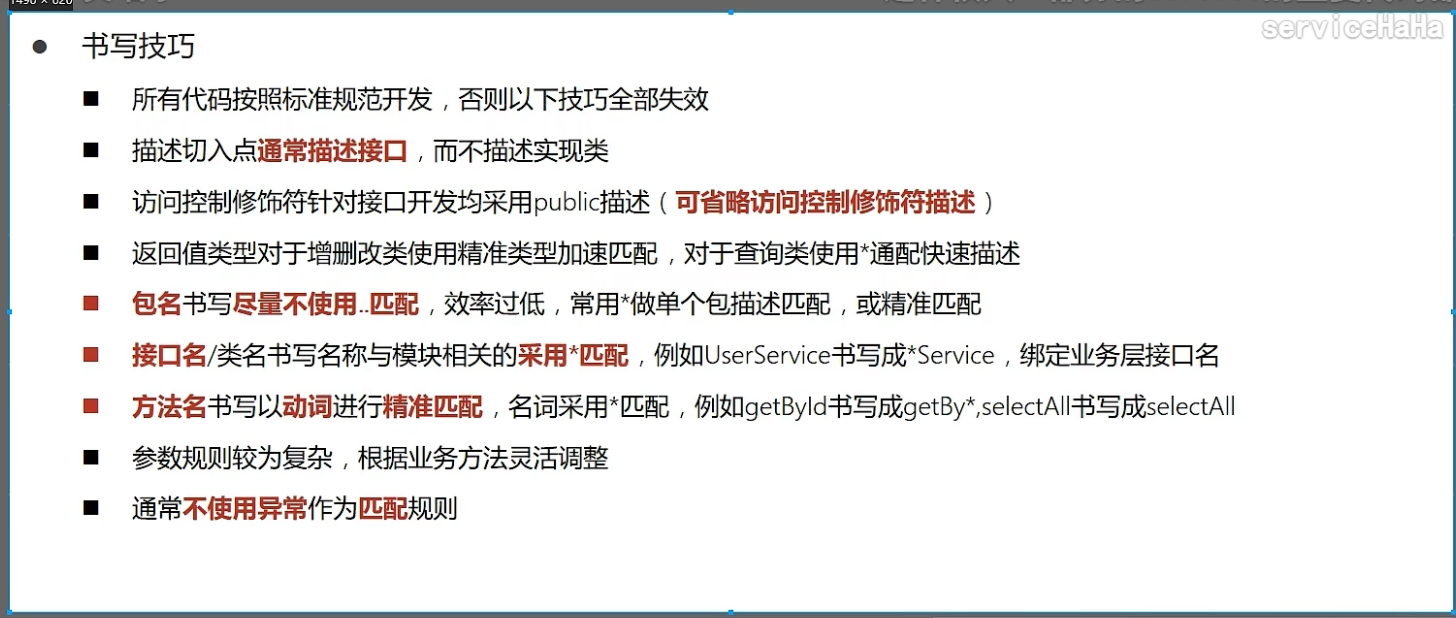 serviceHaHa
书写技巧
所有代码按照标准规范开发，否则以下技巧全部失效
描述切入点通常描述接口，而不描述实现类
访问控制修饰符针对接口开发均采用public描述（可省略访问控制修饰符描述）
返回值类型对于增删改类使用精准类型加速匹配，对于查询类使用*通配快速描述
包名书写尽量不使用..匹配，效率过低，常用*做单个包描述匹配，或精准匹配
接口名/类名书写名称与模块相关的采用*匹配，例如UserService书写成*Service，绑定业务层接口名
方法名书写以动词进行精准匹配，名词采用*匹配，例如getById书写成getBy*,selectAll书写成selectAll
参数规则较为复杂，根据业务方法灵活调整
通常不使用异常作为匹配规则